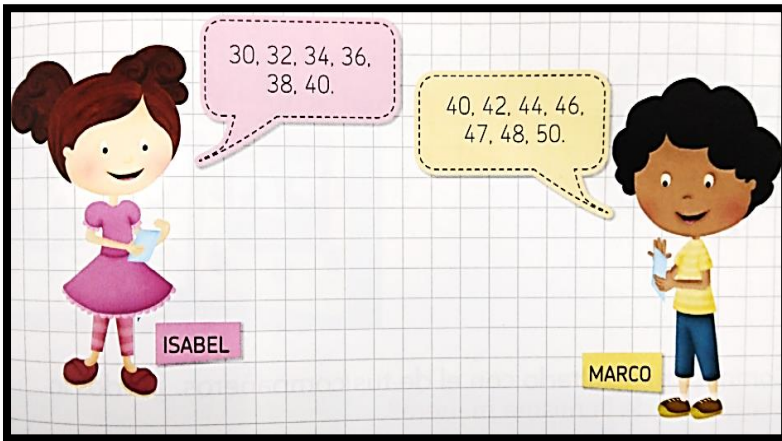 30, 32, 34, 36,
38, 40.
40, 42, 44, 46,
47, 48, 50.
ISABEL
MARCO